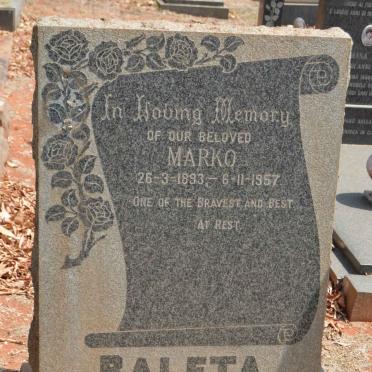 In Loving Memory
OF OUR BELOVED
MARKO
26-3-1893,- 6-11-1957
ONE OF THE BRAVEST AND BEST
AT REST.
BALETA